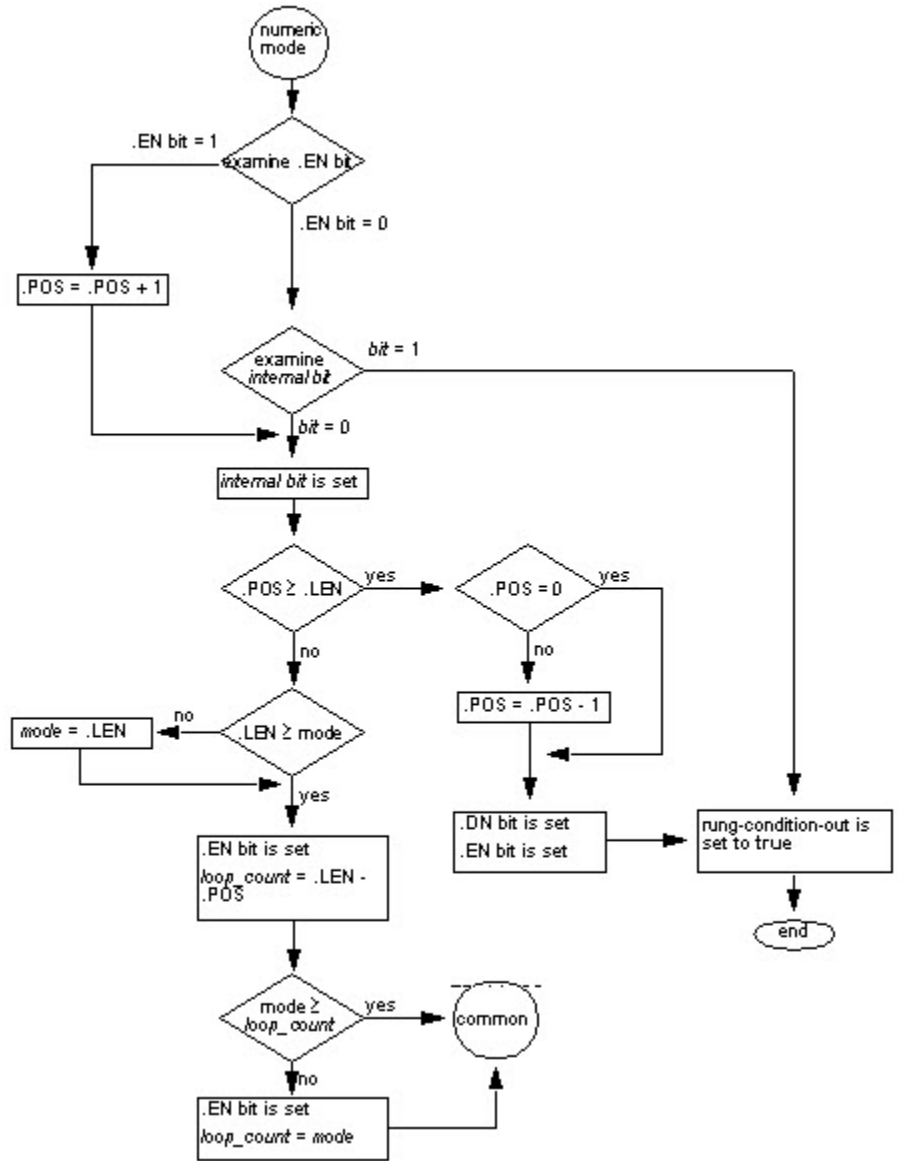 numeric
mode
.EN bit = 1
examine .EN bit
.EN bit = 0
.POS = .POS + 1
examine
internal bit
bit = 1
bit = 0
internal bit is set
.POS ≥ .LEN
yes
.POS = 0
yes
no
no
.POS = .POS - 1
mode = .LEN
no
.LEN ≥ mode
yes
.DN bit is set
.EN bit is set
rung-condition-out is
set to true
.EN bit is set
loop_count = .LEN -
.POS
end
mode ≥
loop_count
yes
common
no
.EN bit is set
loop_count = mode